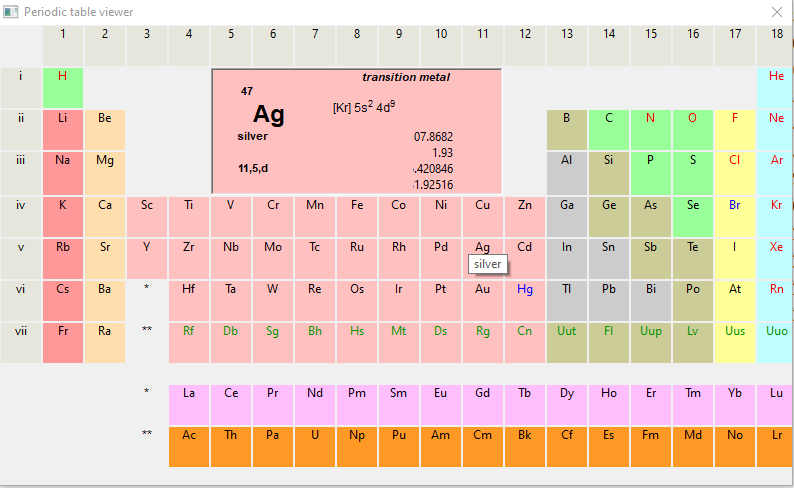 Periodic table viewer
1 2 3 4 5 6 7 8 9 10 11 12 13 14 15 16 17 18
i H transition metal He
47
Ag [Kr] 5s2 4d9
ii Li Be B C N O F Ne
silver 07.8682
1.93
iii Na Mg Al Si P S Cl Ar
11,5,d .420846
1.92516
iv K Ca Sc Ti V Cr Mn Fe Co Ni Cu Zn Ga Ge As Se Br Kr
v Rb Sr Y Zr Nb Mo Tc Ru Rh Pd Ag Cd In Sn Sb Te I Xe
silver
vi Cs Ba * Hf Ta W Re Os Ir Pt Au Hg Tl Pb Bi Po At Rn
vii Fr Ra ** Rf Db Sg Bh Hs Mt Ds Rg Cn Uut Fl Uup Lv Uus Uuo
* La Ce Pr Nd Pm Sm Eu Gd Tb Dy Ho Er Tm Yb Lu
** Ac Th Pa U Np Pu Am Cm Bk Cf Es Fm Md No Lr